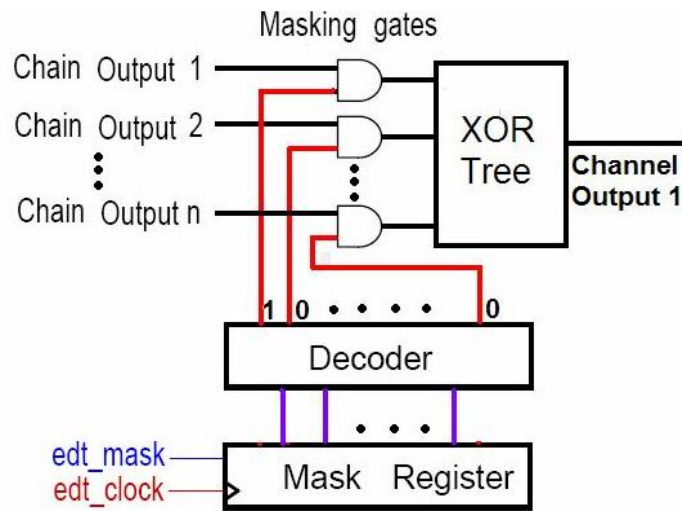 Masking gates
Chain Output 1
Chain Output 2
Chain Output n
XOR
Tree
Channel
Output 1
1 0 0
Decoder
edt_mask
edt_clock
Mask Register